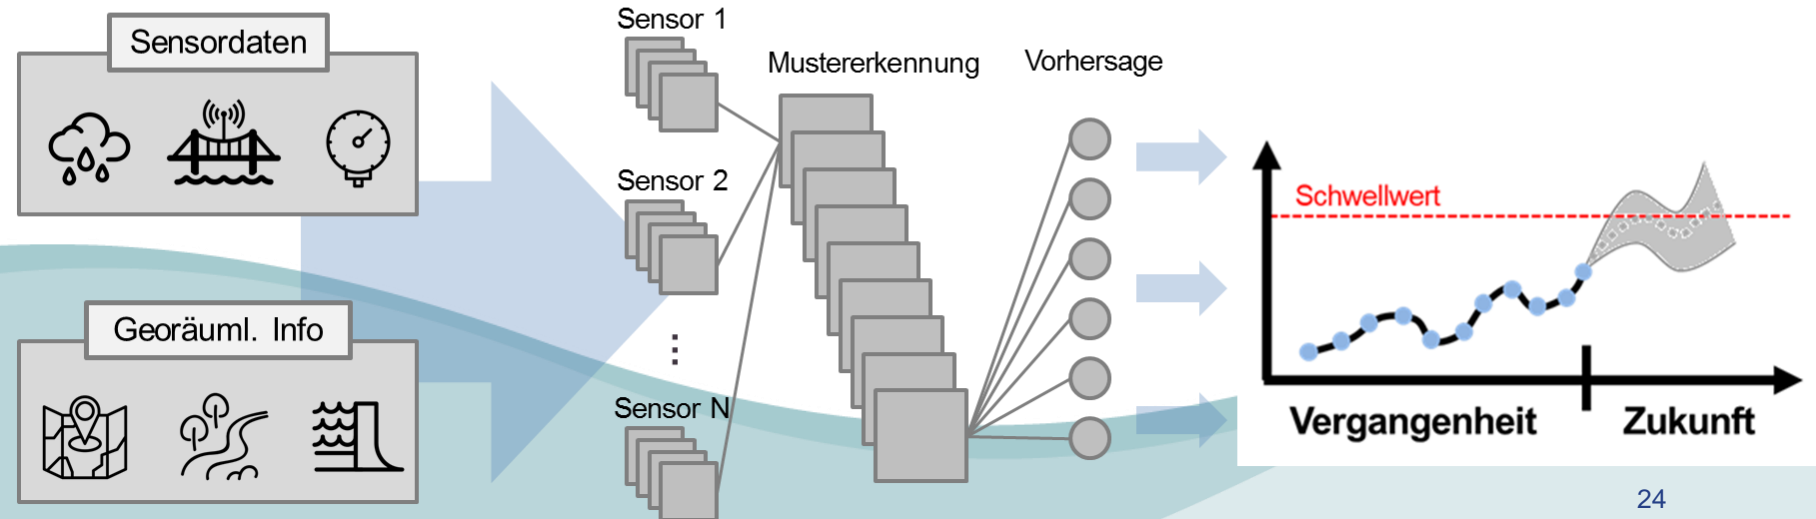 Sensordaten
Georäuml. Info
Sensor 1
Sensor 2
Sensor N
Mustererkennung
Vorhersage
Schwellwert
Vergangenheit
Zukunft
24